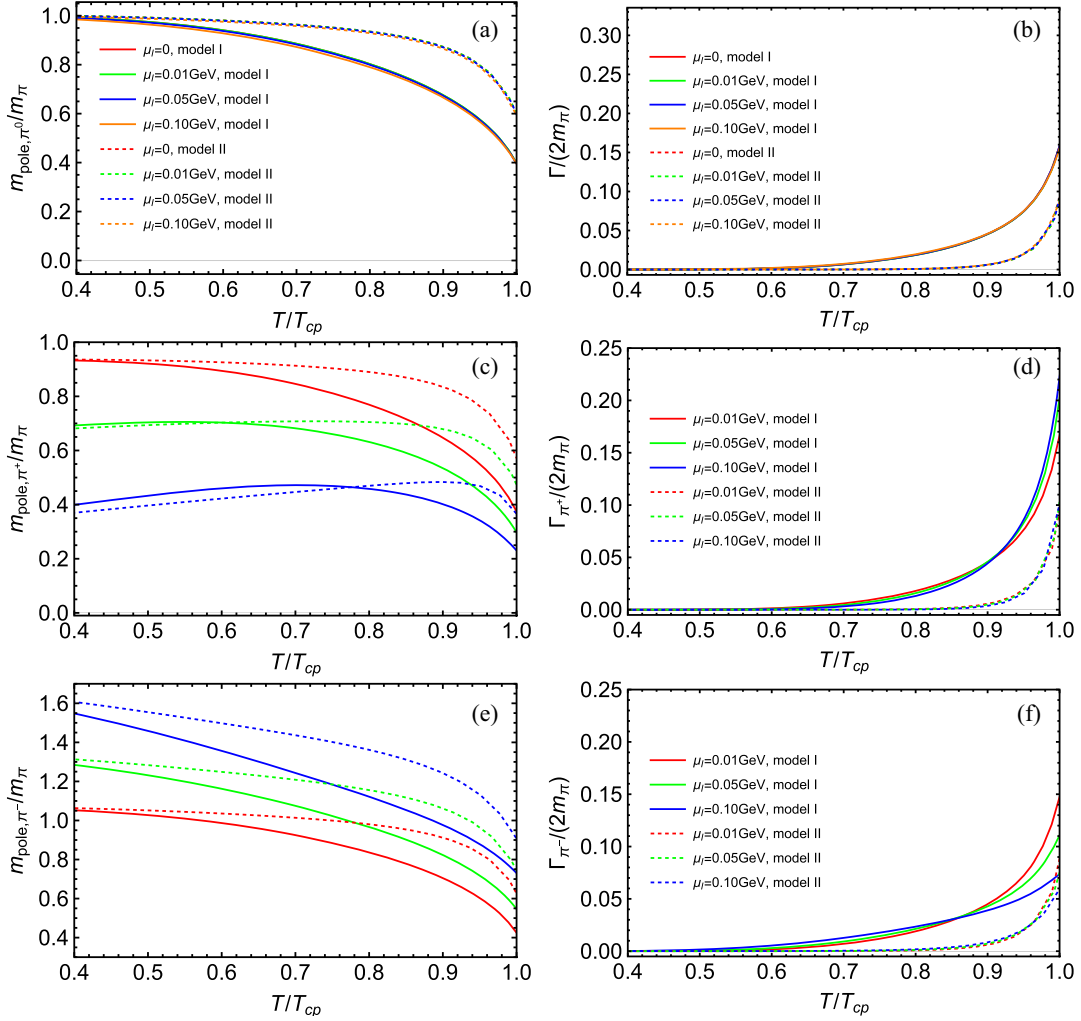 (a)
m_pole,π⁰/m_π
1.0
0.8
0.6
0.4
0.2
0.0
μ_I=0, model I
μ_I=0.01GeV, model I
μ_I=0.05GeV, model I
μ_I=0.10GeV, model I
μ_I=0, model II
μ_I=0.01GeV, model II
μ_I=0.05GeV, model II
μ_I=0.10GeV, model II
0.4 0.5 0.6 0.7 0.8 0.9 1.0
T/T_cp
(b)
Γ/(2m_π)
0.30
0.25
0.20
0.15
0.10
0.05
0.00
μ_I=0, model I
μ_I=0.01GeV, model I
μ_I=0.05GeV, model I
μ_I=0.10GeV, model I
μ_I=0, model II
μ_I=0.01GeV, model II
μ_I=0.05GeV, model II
μ_I=0.10GeV, model II
0.4 0.5 0.6 0.7 0.8 0.9 1.0
T/T_cp
(c)
m_pole,π⁺/m_π
1.0
0.8
0.6
0.4
0.2
0.0
0.4 0.5 0.6 0.7 0.8 0.9 1.0
T/T_cp
(d)
Γ_π⁺/(2m_π)
0.25
0.20
0.15
0.10
0.05
0.00
μ_I=0.01GeV, model I
μ_I=0.05GeV, model I
μ_I=0.10GeV, model I
μ_I=0.01GeV, model II
μ_I=0.05GeV, model II
μ_I=0.10GeV, model II
0.4 0.5 0.6 0.7 0.8 0.9 1.0
T/T_cp
(e)
m_pole,π⁻/m_π
1.6
1.4
1.2
1.0
0.8
0.6
0.4
0.4 0.5 0.6 0.7 0.8 0.9 1.0
T/T_cp
(f)
Γ_π⁻/(2m_π)
0.25
0.20
0.15
0.10
0.05
0.00
μ_I=0.01GeV, model I
μ_I=0.05GeV, model I
μ_I=0.10GeV, model I
μ_I=0.01GeV, model II
μ_I=0.05GeV, model II
μ_I=0.10GeV, model II
0.4 0.5 0.6 0.7 0.8 0.9 1.0
T/T_cp